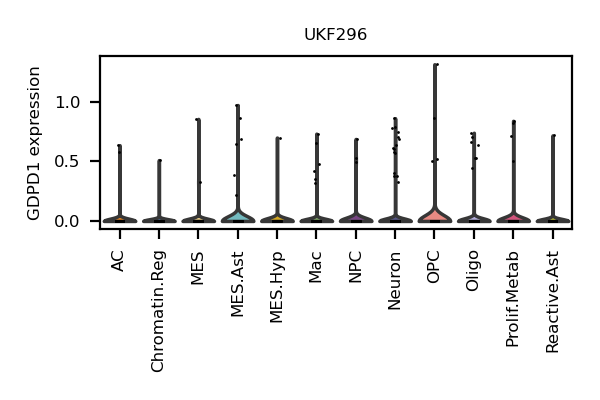 UKF296
GDPD1 expression
1.0
0.5
0.0
AC
Chromatin.Reg
MES
MES.Ast
MES.Hyp
Mac
NPC
Neuron
OPC
Oligo
Prolif.Metab
Reactive.Ast